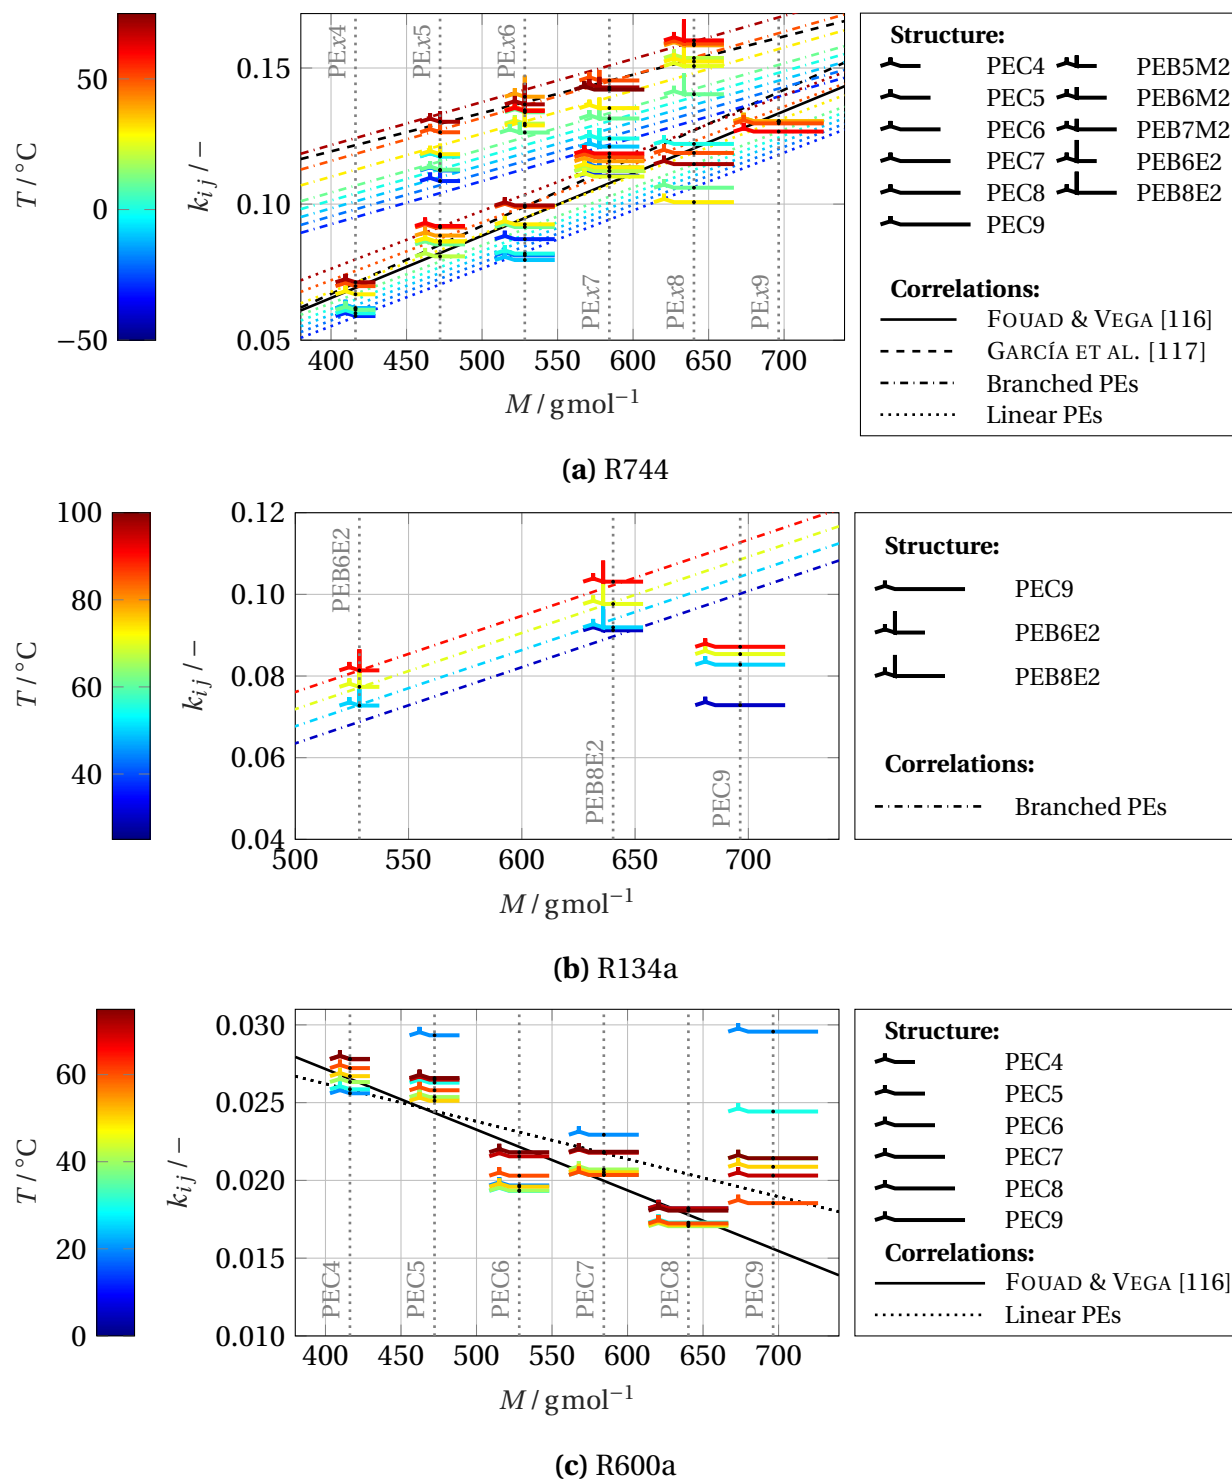 T / °C
50
0
−50
k_ij / −
0.15
0.10
0.05
PEx4
PEx5
PEx6
PEx7
PEx8
PEx9
400 450 500 550 600 650 700
M / g mol⁻¹
Structure:
PEC4 PEB5M2
PEC5 PEB6M2
PEC6 PEB7M2
PEC7 PEB6E2
PEC8 PEB8E2
PEC9
Correlations:
FOUAD & VEGA [116]
GARCÍA ET AL. [117]
Branched PEs
Linear PEs
(a) R744
T / °C
100
80
60
40
k_ij / −
0.12
0.10
0.08
0.06
0.04
PEB6E2
PEB8E2
PEC9
500 550 600 650 700
M / g mol⁻¹
Structure:
PEC9
PEB6E2
PEB8E2
Correlations:
Branched PEs
(b) R134a
T / °C
60
40
20
0
k_ij / −
0.030
0.025
0.020
0.015
0.010
PEC4
PEC5
PEC6
PEC7
PEC8
PEC9
400 450 500 550 600 650 700
M / g mol⁻¹
Structure:
PEC4
PEC5
PEC6
PEC7
PEC8
PEC9
Correlations:
FOUAD & VEGA [116]
Linear PEs
(c) R600a